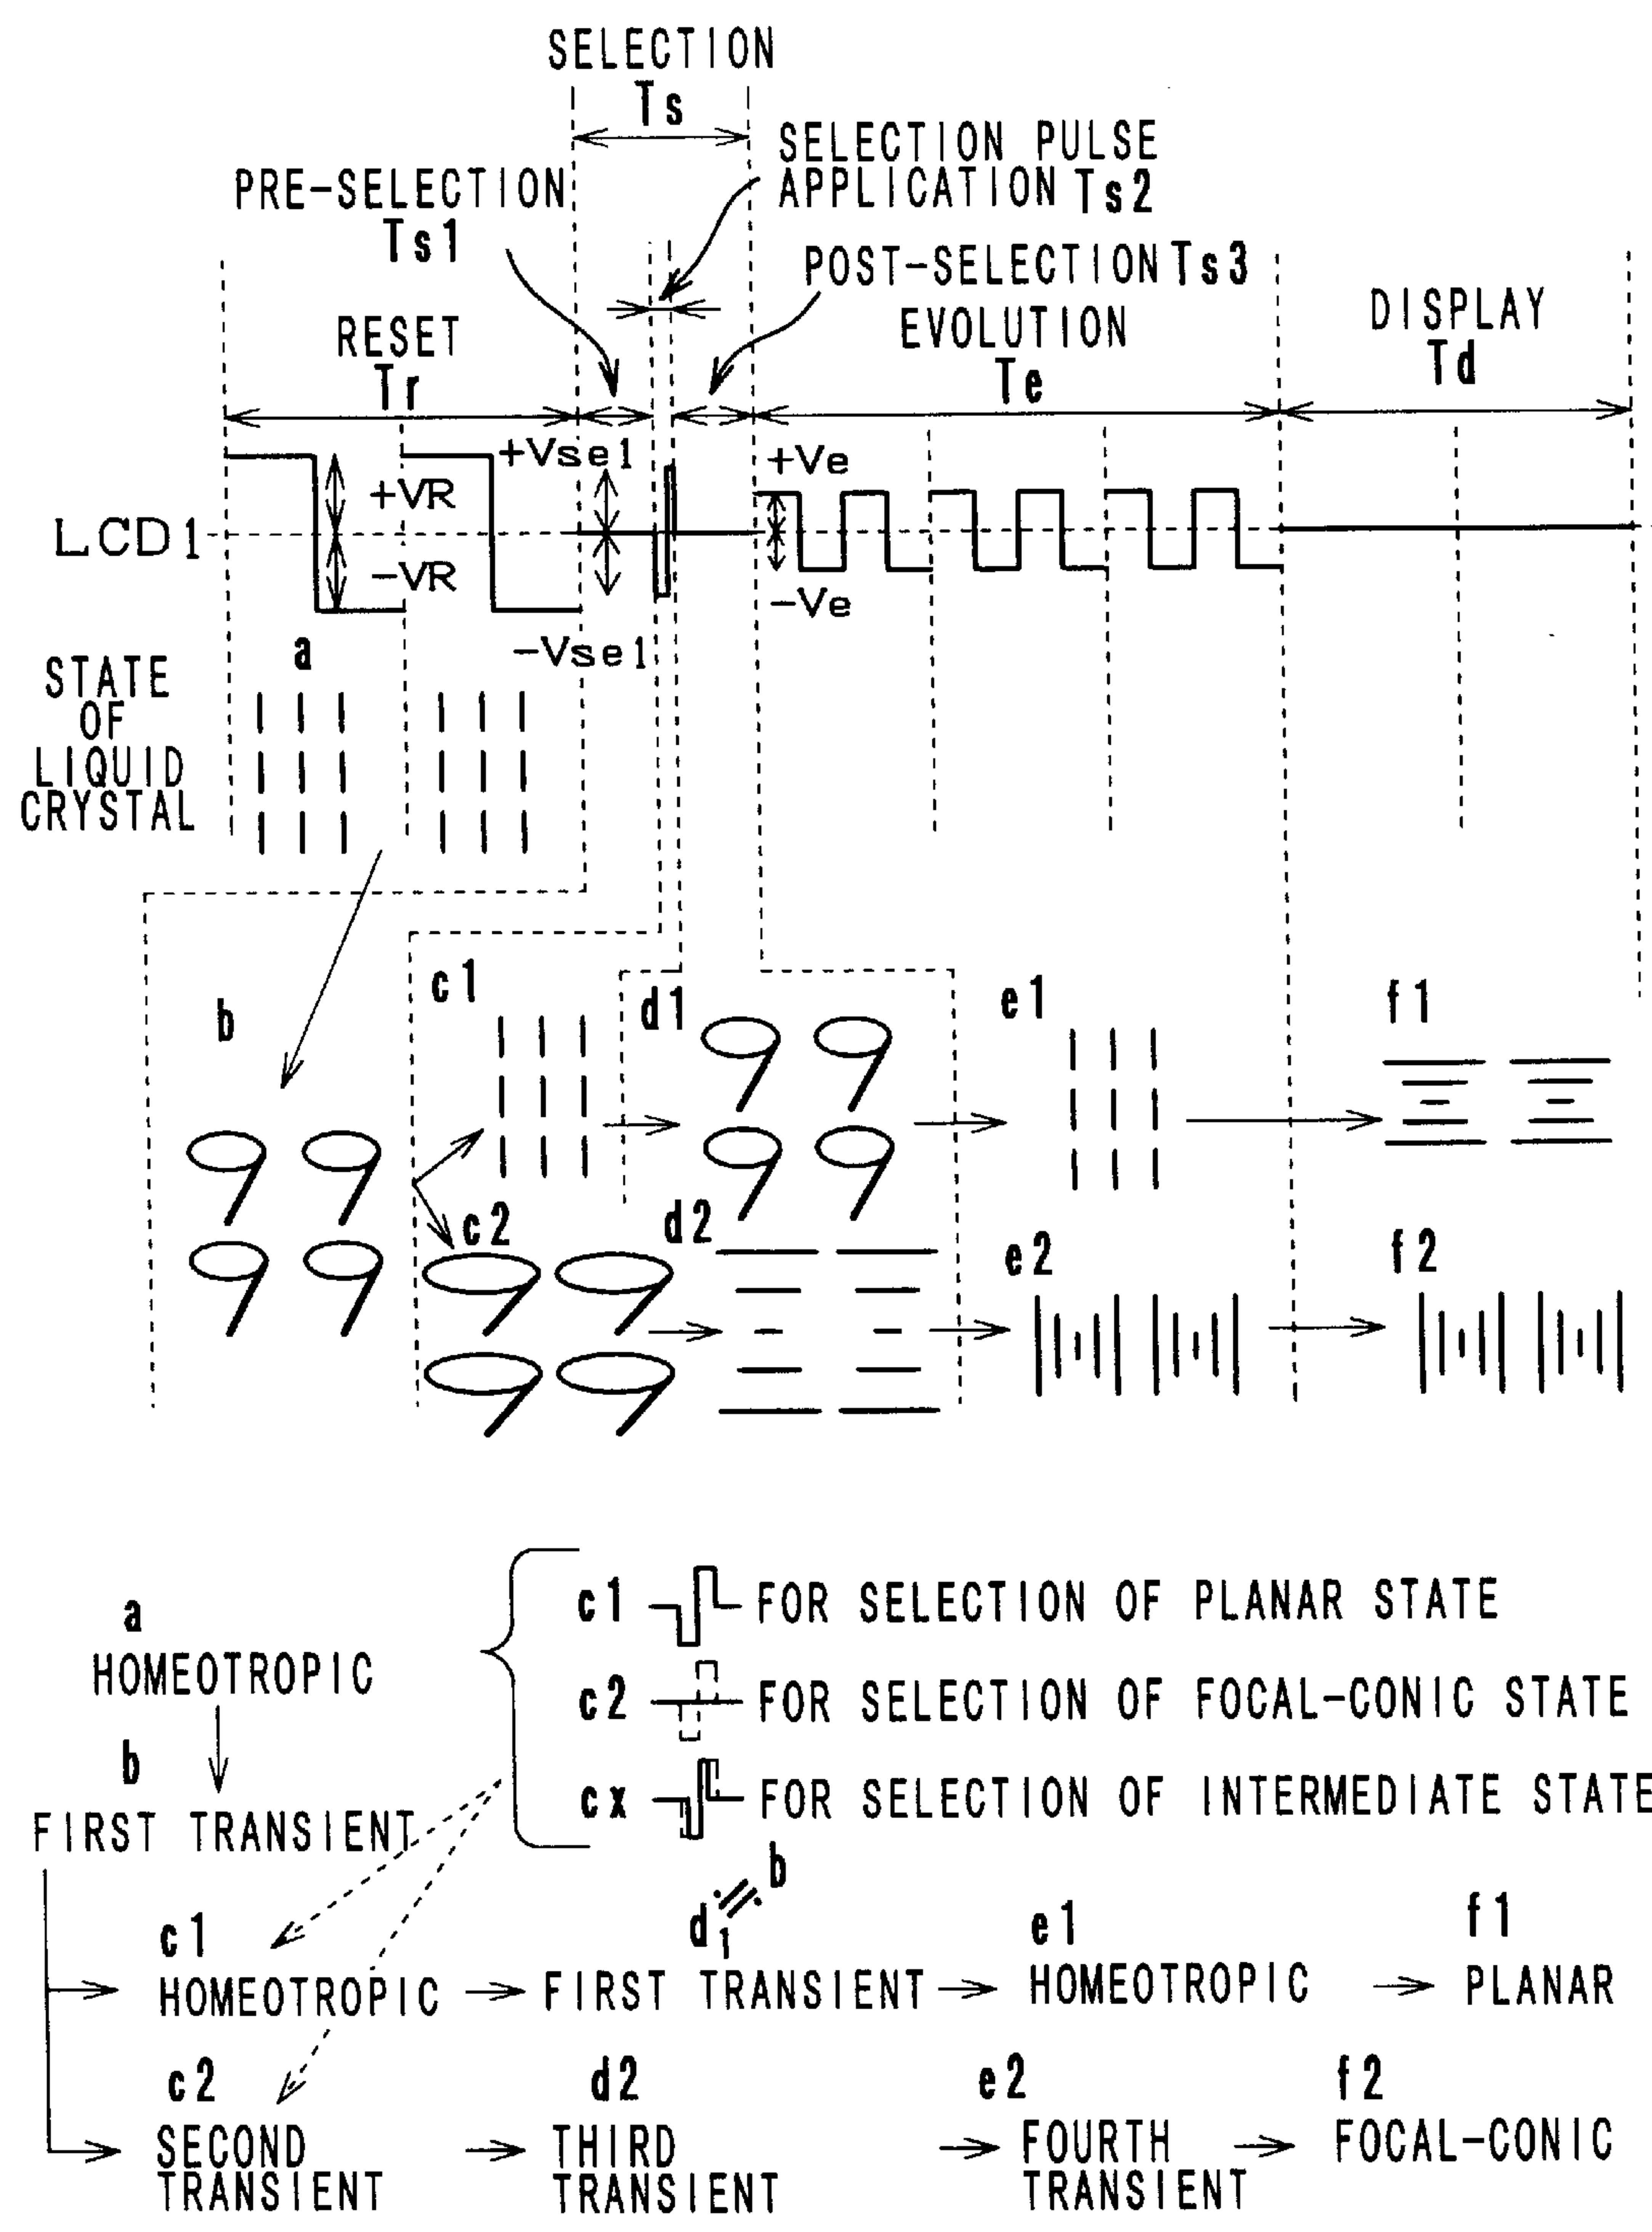 SELECTION
Ts
SELECTION PULSE
APPLICATION Ts2
PRE-SELECTION
Ts1
POST-SELECTION Ts3
RESET
Tr
EVOLUTION
Te
DISPLAY
Td
+Vsel
+Ve
+VR
LCD1
-VR
-Ve
-Vsel
a
STATE
OF
LIQUID
CRYSTAL
b
c1
d1
e1
f1
c2
d2
e2
f2
c1 FOR SELECTION OF PLANAR STATE
a
HOMEOTROPIC
c2 FOR SELECTION OF FOCAL-CONIC STATE
b
cx FOR SELECTION OF INTERMEDIATE STATE
FIRST TRANSIENT
d1 ≒ b
c1
e1
f1
HOMEOTROPIC
FIRST TRANSIENT
HOMEOTROPIC
PLANAR
c2
d2
e2
f2
SECOND
TRANSIENT
THIRD
TRANSIENT
FOURTH
TRANSIENT
FOCAL-CONIC